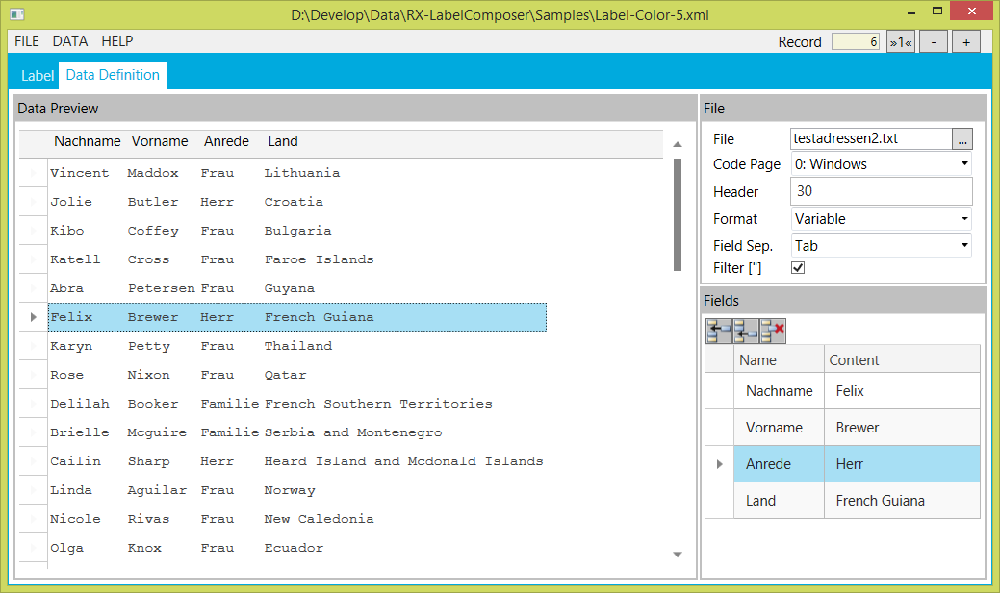 D:\Develop\Data\RX-LabelComposer\Samples\Label-Color-5.xml
FILE DATA HELP Record 6 »1« - +
Label Data Definition
Data Preview
Nachname Vorname Anrede Land
Vincent Maddox Frau Lithuania
Jolie Butler Herr Croatia
Kibo Coffey Frau Bulgaria
Katell Cross Frau Faroe Islands
Abra Petersen Frau Guyana
Felix Brewer Herr French Guiana
Karyn Petty Frau Thailand
Rose Nixon Frau Qatar
Delilah Booker Familie French Southern Territories
Brielle Mcguire Familie Serbia and Montenegro
Cailin Sharp Herr Heard Island and Mcdonald Islands
Linda Aguilar Frau Norway
Nicole Rivas Frau New Caledonia
Olga Knox Frau Ecuador
File
File testadressen2.txt ...
Code Page 0: Windows
Header 30
Format Variable
Field Sep. Tab
Filter ["]
Fields
Name Content
Nachname Felix
Vorname Brewer
Anrede Herr
Land French Guiana